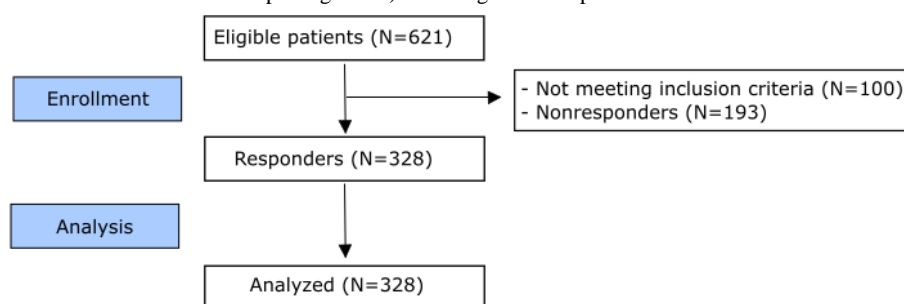 Eligible patients (N=621)
Enrollment
- Not meeting inclusion criteria (N=100)
- Nonresponders (N=193)
Responders (N=328)
Analysis
Analyzed (N=328)